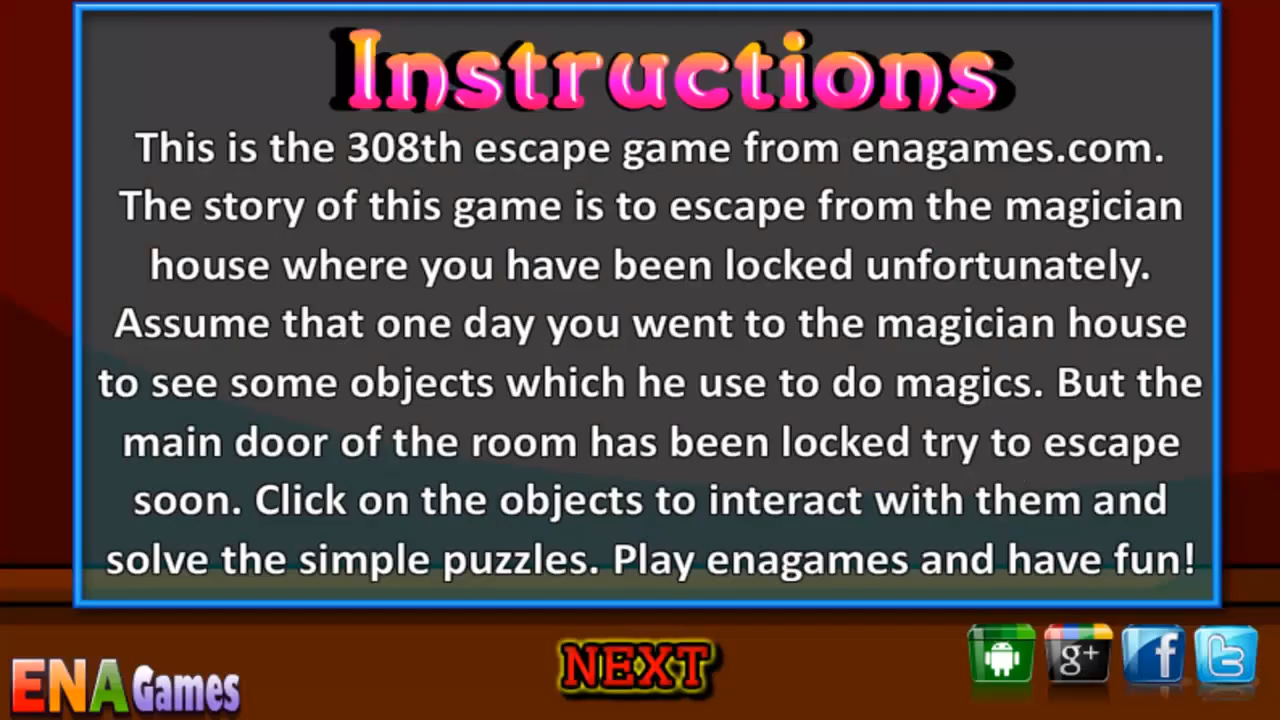 Instructions
This is the 308th escape game from enagames.com.
The story of this game is to escape from the magician
house where you have been locked unfortunately.
Assume that one day you went to the magician house
to see some objects which he use to do magics. But the
main door of the room has been locked try to escape
soon. Click on the objects to interact with them and
solve the simple puzzles. Play enagames and have fun!
NEXT
ENA Games
g+
f
t